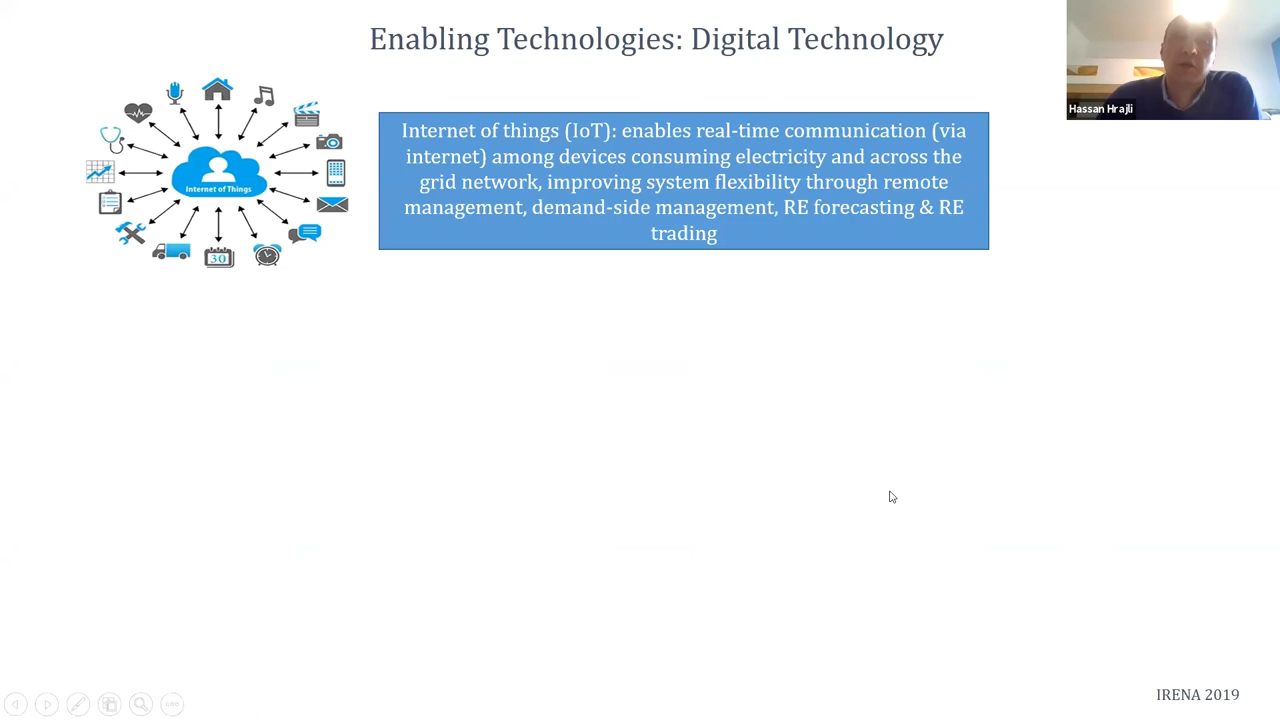 Enabling Technologies: Digital Technology
Hassan Hrajli
Internet of things (IoT): enables real-time communication (via
internet) among devices consuming electricity and across the
grid network, improving system flexibility through remote
management, demand-side management, RE forecasting & RE
trading
Internet of Things
30
IRENA 2019